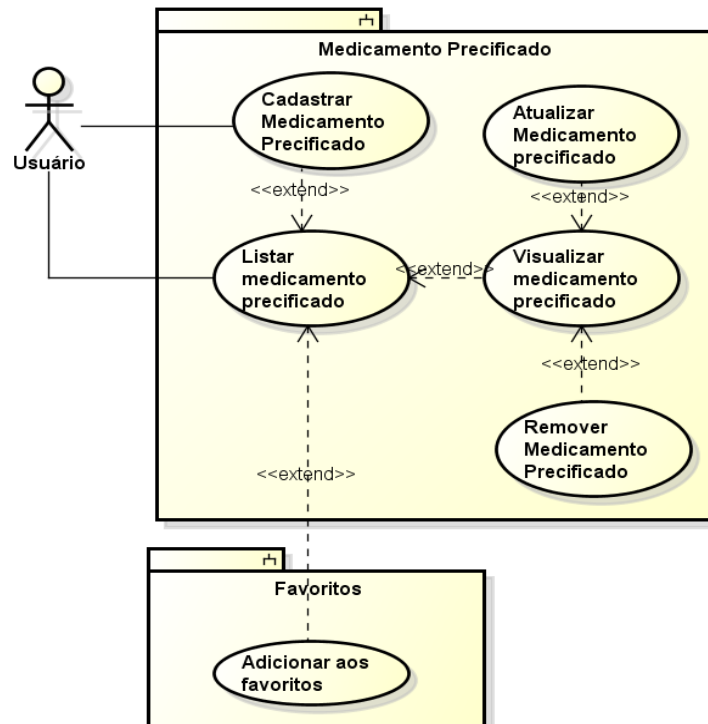 Medicamento Precificado
Usuário
Cadastrar
Medicamento
Precificado
Atualizar
Medicamento
precificado
<<extend>>
<<extend>>
Listar
medicamento
precificado
<<extend>>
Visualizar
medicamento
precificado
<<extend>>
Remover
Medicamento
Precificado
<<extend>>
Favoritos
Adicionar aos
favoritos